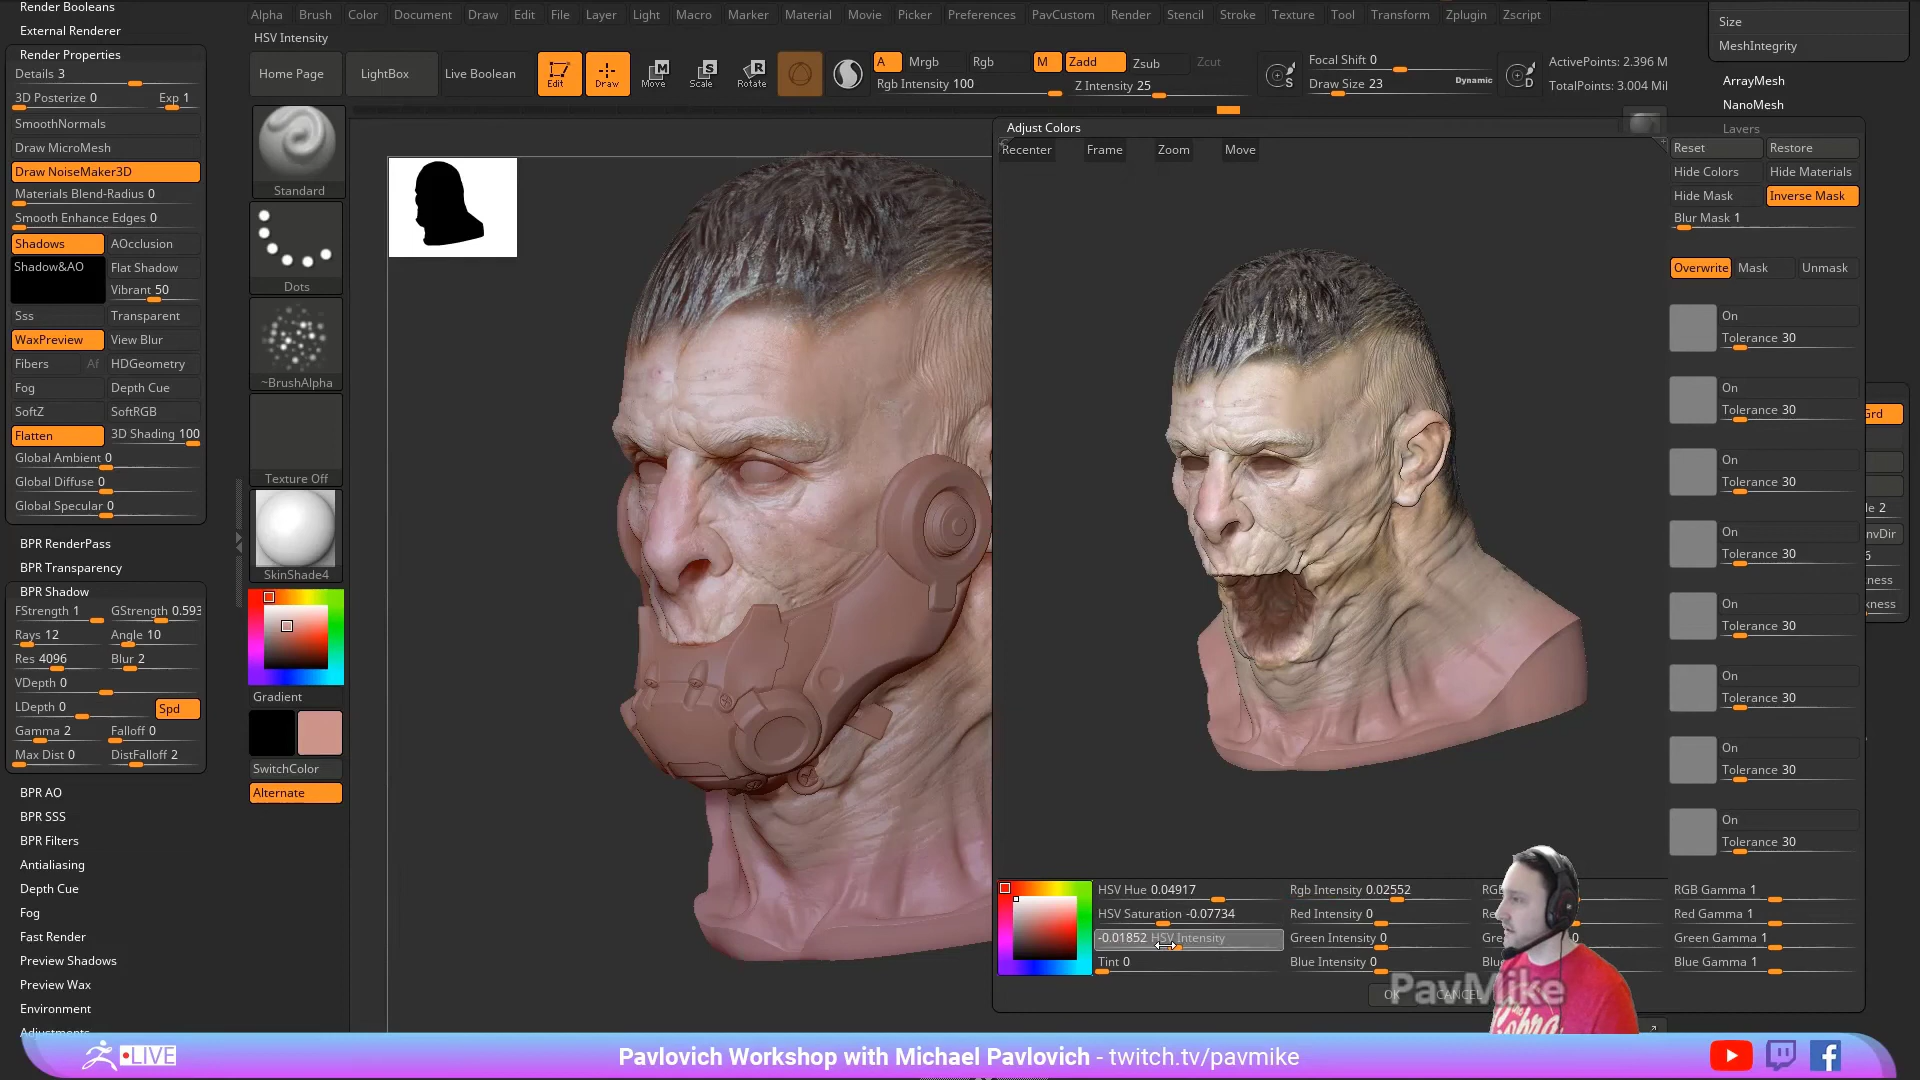 Render Booleans
External Renderer
Render Properties
Details 3
3D Posterize 0 Exp 1
SmoothNormals
Draw MicroMesh
Draw NoiseMaker3D
Materials Blend-Radius 0
Smooth Enhance Edges 0
Shadows AOcclusion
Shadow&AO Flat Shadow
Vibrant 50
Sss Transparent
WaxPreview View Blur
Fibers Af HDGeometry
Fog Depth Cue
SoftZ SoftRGB
Flatten 3D Shading 100
Global Ambient 0
Global Diffuse 0
Global Specular 0
BPR RenderPass
BPR Transparency
BPR Shadow
FStrength 1 GStrength 0.593
Rays 12 Angle 10
Res 4096 Blur 2
VDepth 0
LDepth 0 Spd
Gamma 2 Falloff 0
Max Dist 0 DistFalloff 2
BPR AO
BPR SSS
BPR Filters
Antialiasing
Depth Cue
Fog
Fast Render
Preview Shadows
Preview Wax
Environment
Adjustments
Alpha Brush Color Document Draw Edit File Layer Light Macro Marker Material Movie Picker Preferences PavCustom Render Stencil Stroke Texture Tool Transform Zplugin Zscript
HSV Intensity
Home Page LightBox Live Boolean Edit Draw Move Scale Rotate
A Mrgb Rgb M Zadd Zsub Zcut
Rgb Intensity 100 Z Intensity 25
S Focal Shift 0
Draw Size 23 Dynamic
D ActivePoints: 2.396 M
TotalPoints: 3.004 Mil
Standard
Dots
~BrushAlpha
Texture Off
SkinShade4
Gradient
SwitchColor
Alternate
Size
MeshIntegrity
ArrayMesh
NanoMesh
Layers
Adjust Colors
Recenter Frame Zoom Move
Reset Restore
Hide Colors Hide Materials
Hide Mask Inverse Mask
Blur Mask 1
Overwrite Mask Unmask
On
Tolerance 30
On
Tolerance 30
On
Tolerance 30
On
Tolerance 30
On
Tolerance 30
On
Tolerance 30
On
Tolerance 30
On
Tolerance 30
HSV Hue 0.04917 Rgb Intensity 0.02552 RGB Gamma 1
HSV Saturation -0.07734 Red Intensity 0 Red Gamma 1
-0.01852 HSV Intensity Green Intensity 0 Green Gamma 1
Tint 0 Blue Intensity 0 Blue Gamma 1
OK CANCEL
PavMike
LIVE
Pavlovich Workshop with Michael Pavlovich - twitch.tv/pavmike